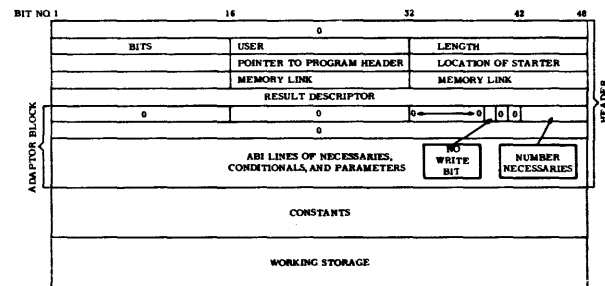 BIT NO 1 16 32 42 48
0
BITS USER LENGTH
POINTER TO PROGRAM HEADER LOCATION OF STARTER
MEMORY LINK MEMORY LINK
RESULT DESCRIPTOR
0 0 0 0 0 0
0
ABI LINES OF NECESSARIES,
CONDITIONALS, AND PARAMETERS
NO
WRITE
BIT
NUMBER
NECESSARIES
CONSTANTS
WORKING STORAGE
ADAPTOR BLOCK
HEADER